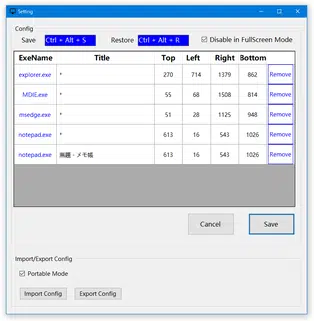 Setting
Config
Save Ctrl + Alt + S Restore Ctrl + Alt + R Disable in FullScreen Mode
ExeName Title Top Left Right Bottom
explorer.exe * 270 714 1379 862 Remove
MDIE.exe * 55 68 1508 814 Remove
msedge.exe * 51 28 1125 948 Remove
notepad.exe * 613 16 543 1026 Remove
notepad.exe 無題 - メモ帳 613 16 543 1026 Remove
Cancel Save
Import/Export Config
Portable Mode
Import Config Export Config